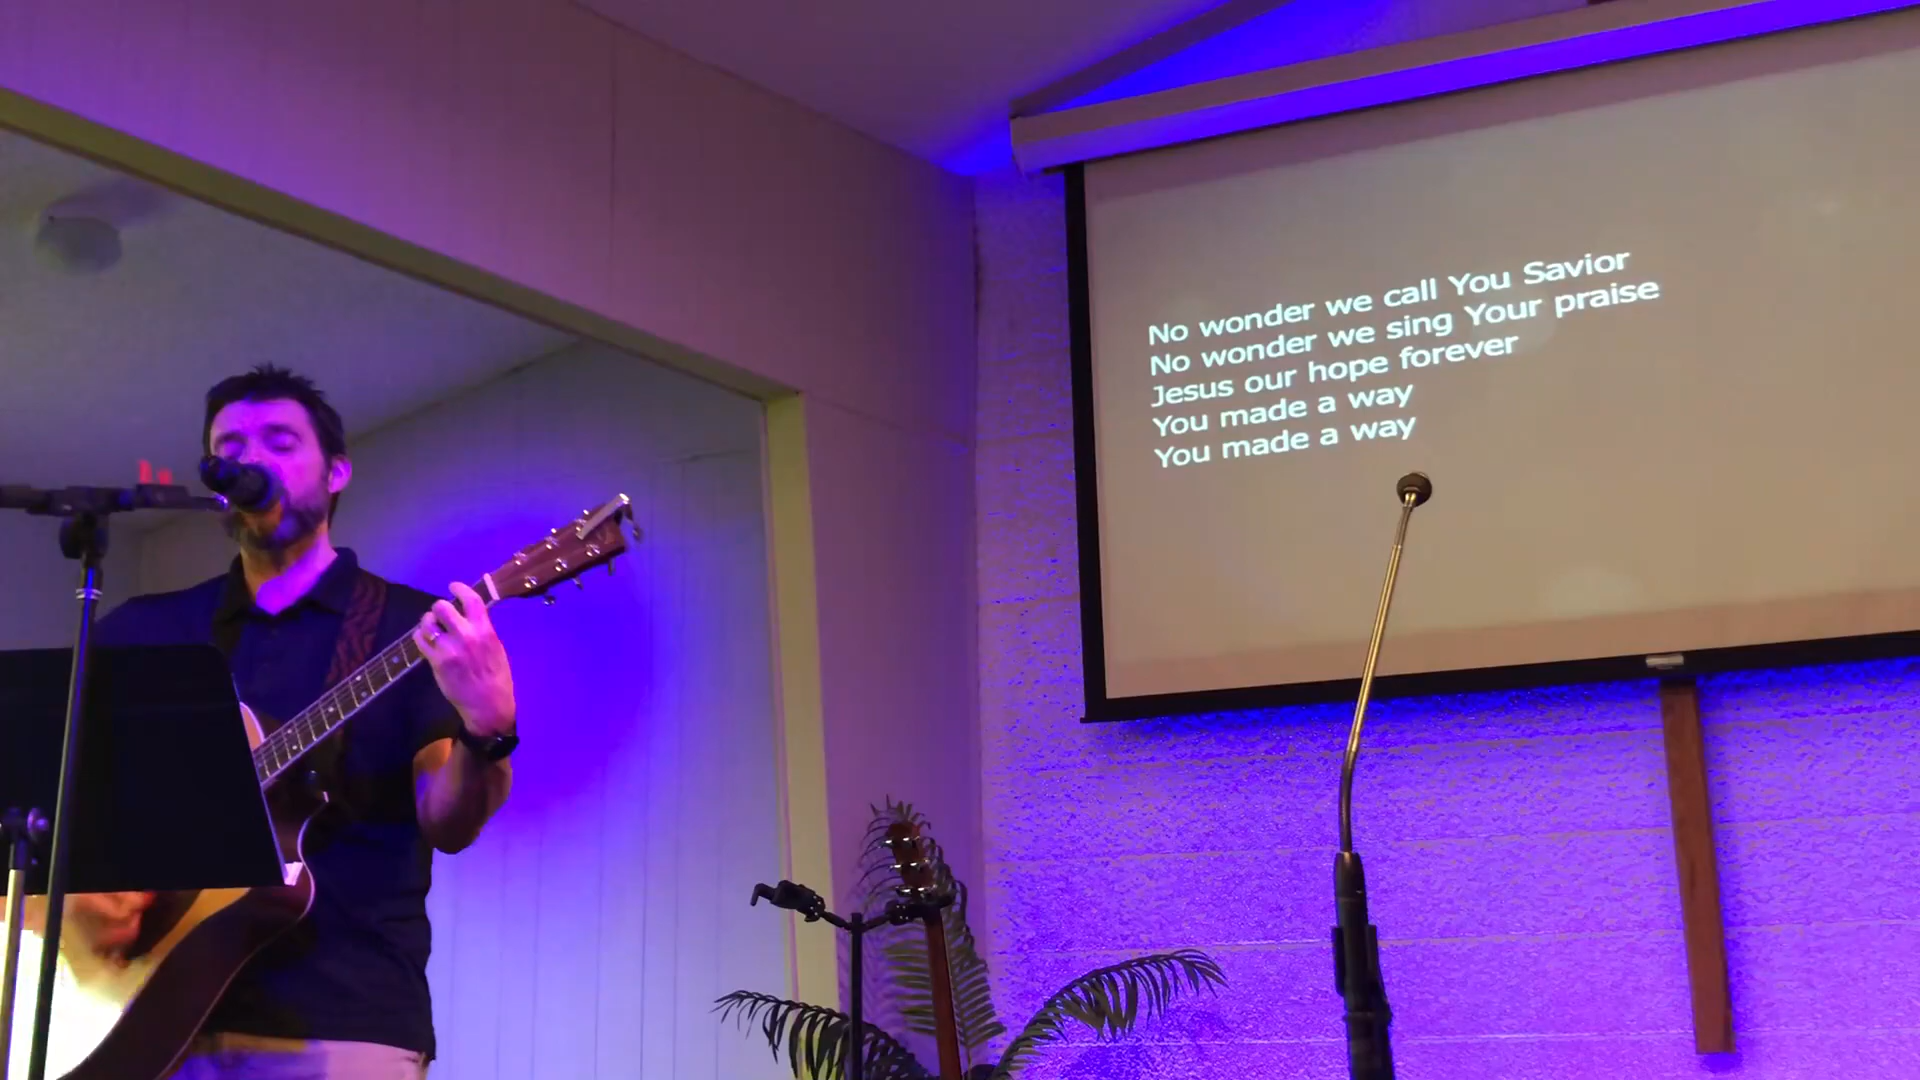 No wonder we call You Savior
No wonder we sing Your praise
Jesus our hope forever
You made a way
You made a way